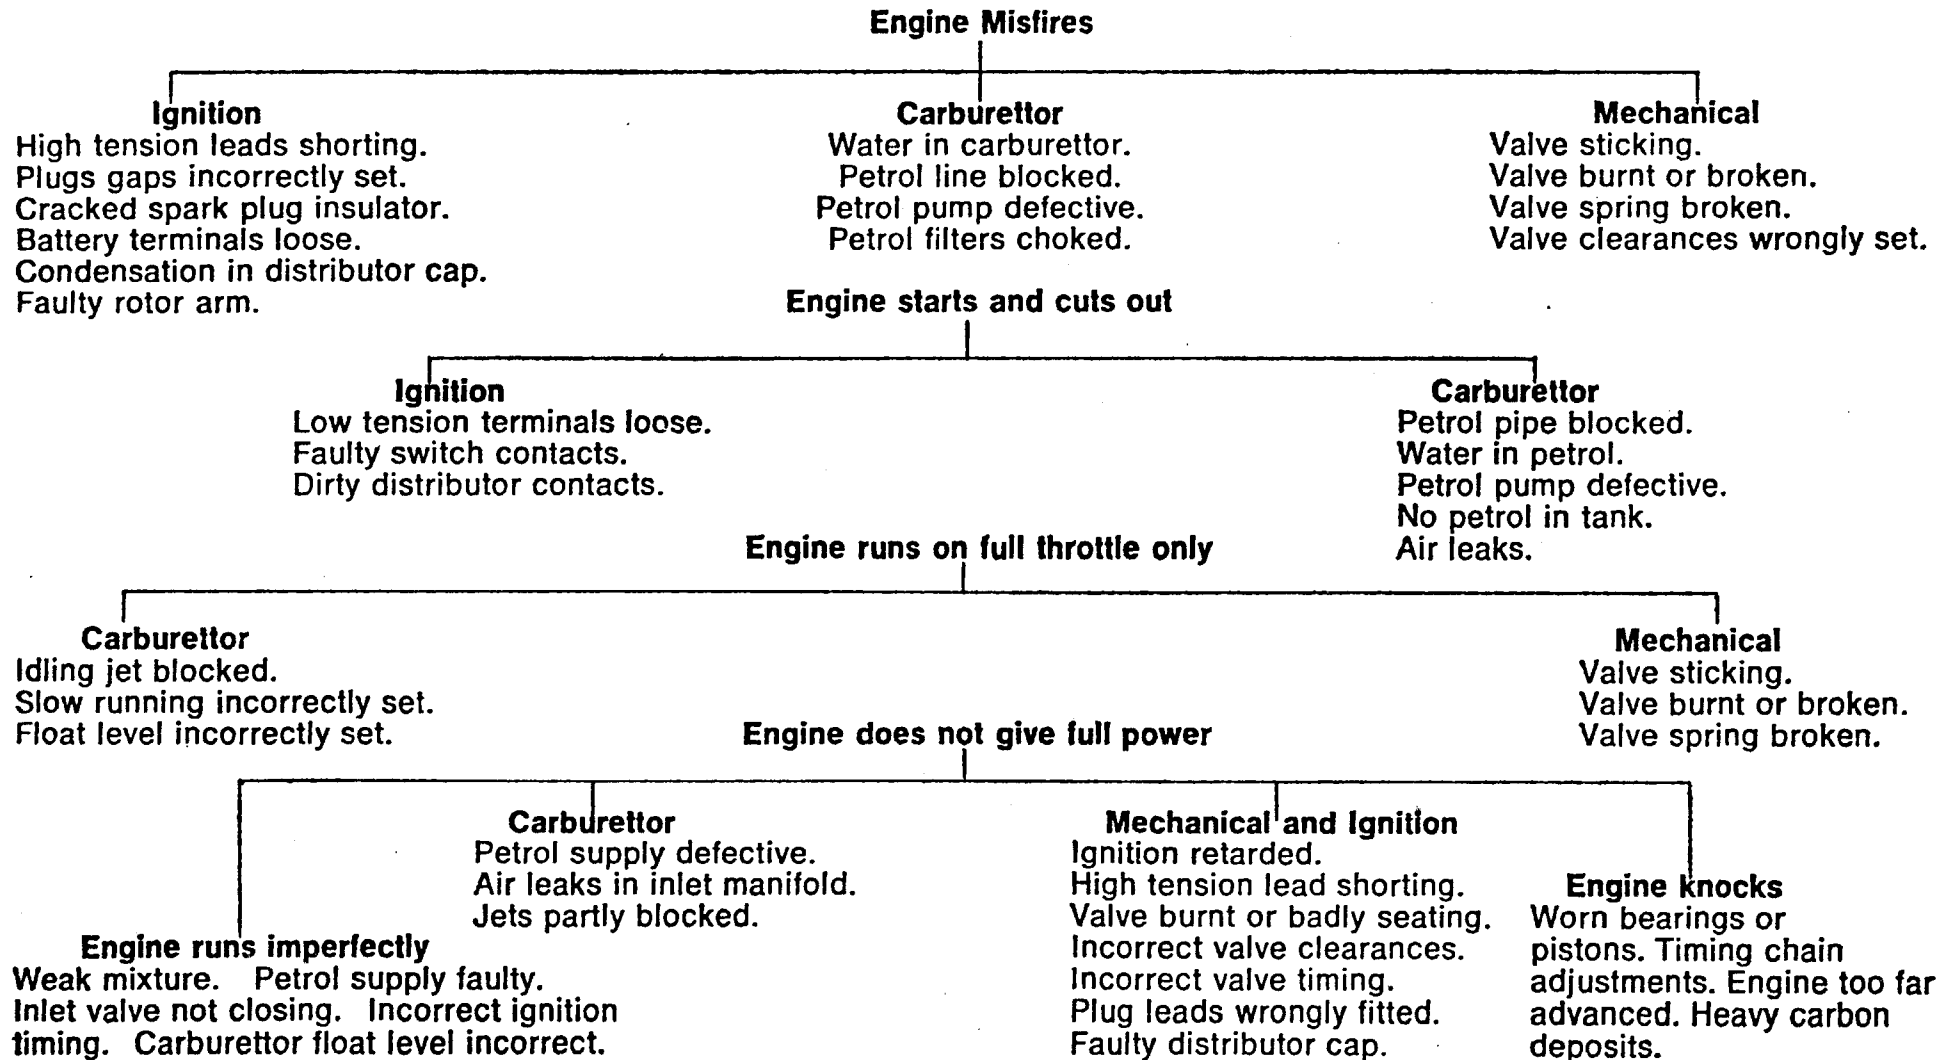 Engine Misfires
Ignition
High tension leads shorting.
Plugs gaps incorrectly set.
Cracked spark plug insulator.
Battery terminals loose.
Condensation in distributor cap.
Faulty rotor arm.
Carburettor
Water in carburettor.
Petrol line blocked.
Petrol pump defective.
Petrol filters choked.
Mechanical
Valve sticking.
Valve burnt or broken.
Valve spring broken.
Valve clearances wrongly set.
Engine starts and cuts out
Ignition
Low tension terminals loose.
Faulty switch contacts.
Dirty distributor contacts.
Carburettor
Petrol pipe blocked.
Water in petrol.
Petrol pump defective.
No petrol in tank.
Air leaks.
Engine runs on full throttle only
Carburettor
Idling jet blocked.
Slow running incorrectly set.
Float level incorrectly set.
Mechanical
Valve sticking.
Valve burnt or broken.
Valve spring broken.
Engine does not give full power
Engine runs imperfectly
Weak mixture. Petrol supply faulty.
Inlet valve not closing. Incorrect ignition
timing. Carburettor float level incorrect.
Carburettor
Petrol supply defective.
Air leaks in inlet manifold.
Jets partly blocked.
Mechanical and Ignition
Ignition retarded.
High tension lead shorting.
Valve burnt or badly seating.
Incorrect valve clearances.
Incorrect valve timing.
Plug leads wrongly fitted.
Faulty distributor cap.
Engine knocks
Worn bearings or
pistons. Timing chain
adjustments. Engine too far
advanced. Heavy carbon
deposits.